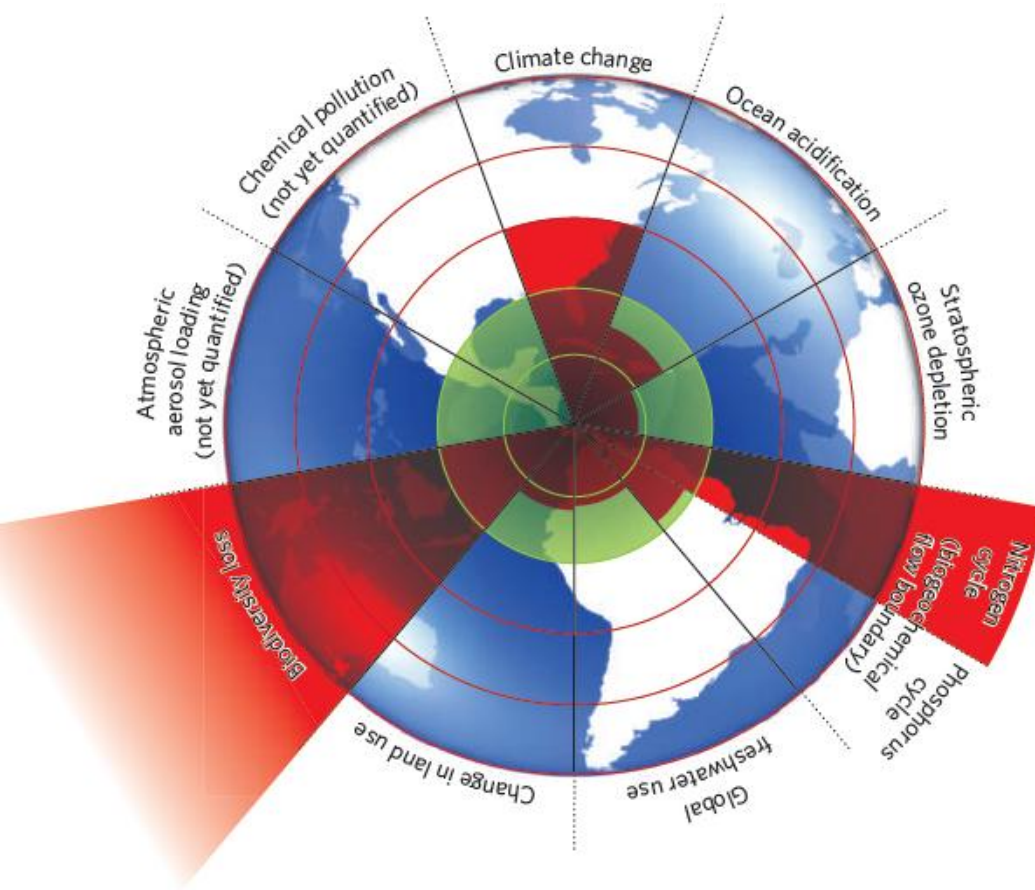 Climate change
Ocean acidification
Stratospheric
ozone depletion
Nitrogen
cycle
(biogeochemical
flow boundary)
Phosphorus
cycle
Global
freshwater use
Change in land use
Biodiversity loss
Atmospheric
aerosol loading
(not yet quantified)
Chemical pollution
(not yet quantified)